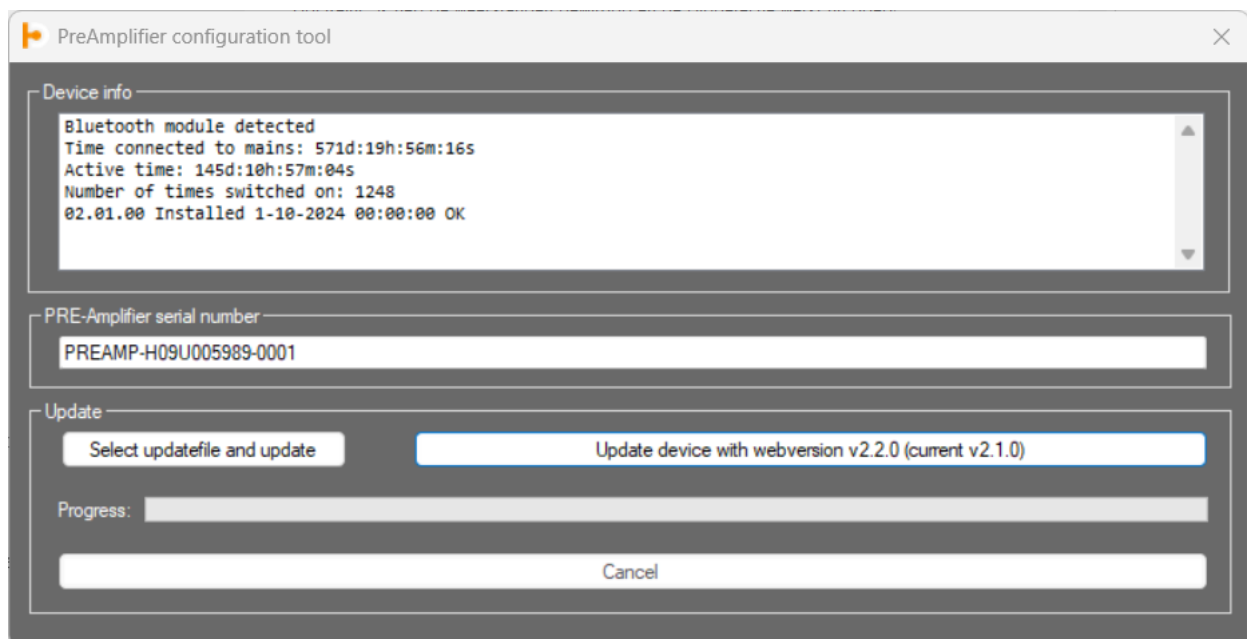 PreAmplifier configuration tool
Device info
Bluetooth module detected
Time connected to mains: 571d:19h:56m:16s
Active time: 145d:10h:57m:04s
Number of times switched on: 1248
02.01.00 Installed 1-10-2024 00:00:00 OK
PRE-Amplifier serial number
PREAMP-H09U005989-0001
Update
Select updatefile and update
Update device with webversion v2.2.0 (current v2.1.0)
Progress:
Cancel